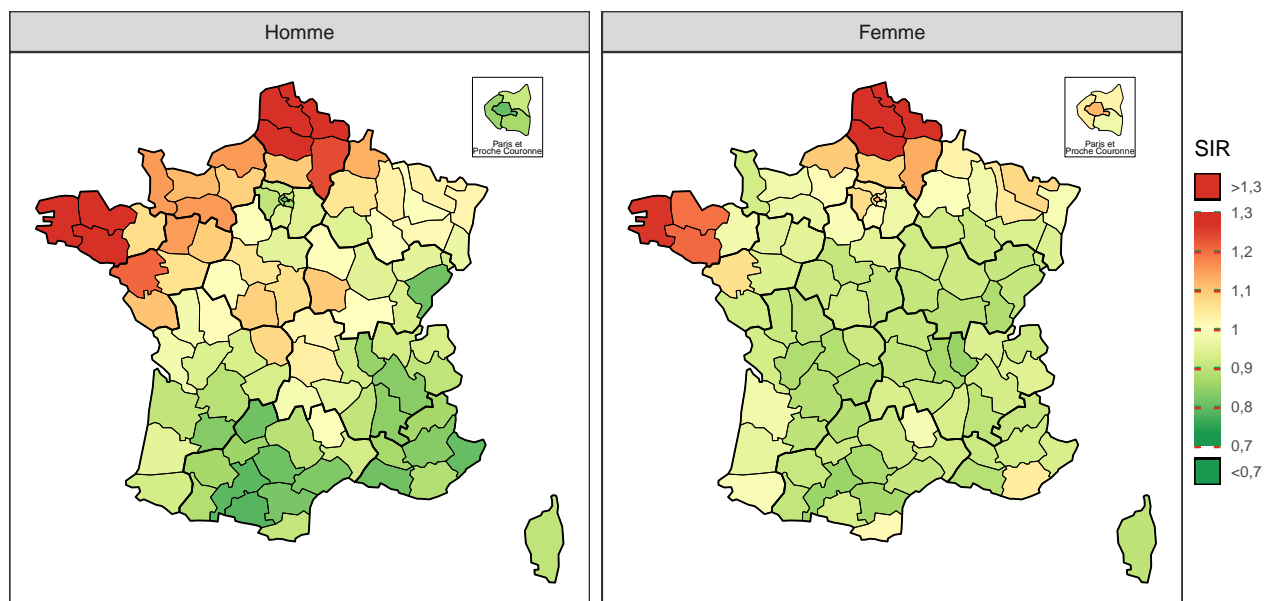 Homme
Femme
Paris et
Proche Couronne
Paris et
Proche Couronne
SIR
>1,3
1,3
1,2
1,1
1
0,9
0,8
0,7
<0,7